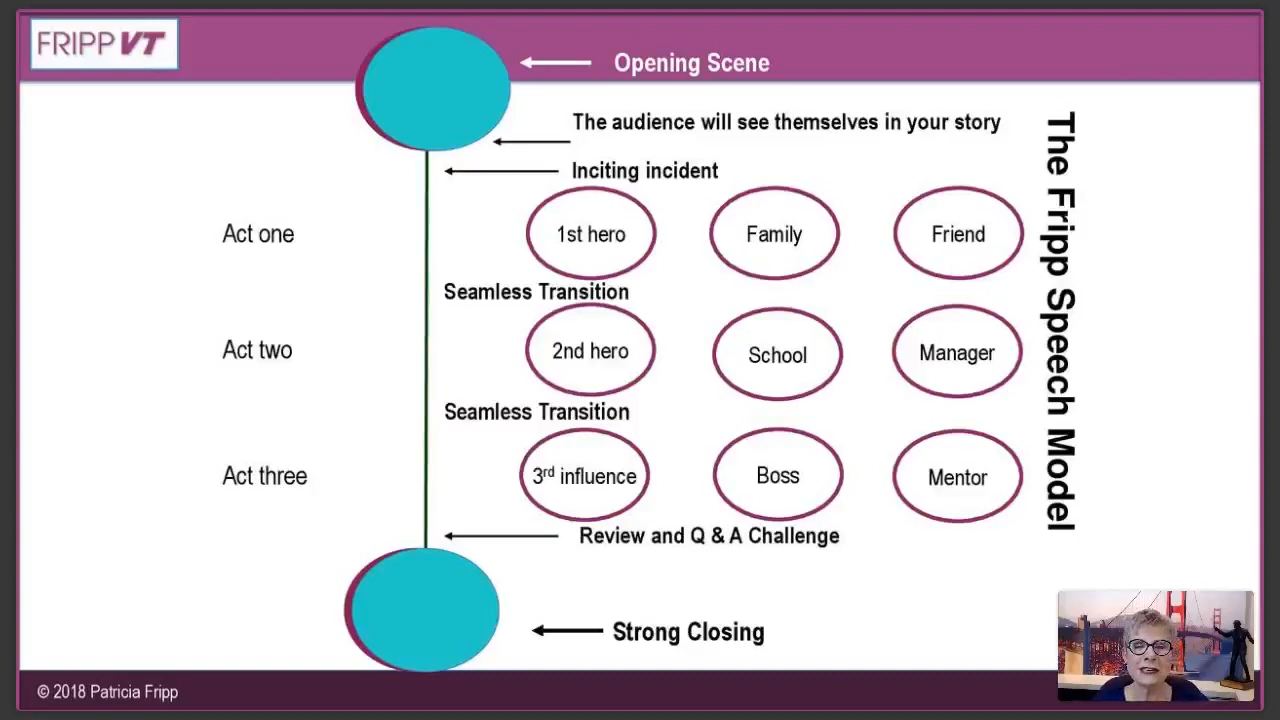 FRIPP VT
Opening Scene
The audience will see themselves in your story
Inciting incident
Act one
1st hero
Family
Friend
Seamless Transition
Act two
2nd hero
School
Manager
Seamless Transition
Act three
3rd influence
Boss
Mentor
Review and Q & A Challenge
Strong Closing
The Fripp Speech Model
© 2018 Patricia Fripp